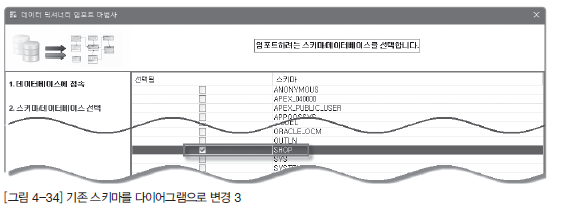 데이터 딕셔너리 임포트 마법사
임포트하려는 스키마/데이터베이스를 선택합니다.
1. 데이터베이스에 접속
2. 스키마/데이터베이스 선택
선택됨 스키마
ANONYMOUS
APEX_040000
APEX_PUBLIC_USER
APPQOSSYS
ORACLE_OCM
OUTLN
SHOP
SYS
[그림 4-34] 기존 스키마를 다이어그램으로 변경 3